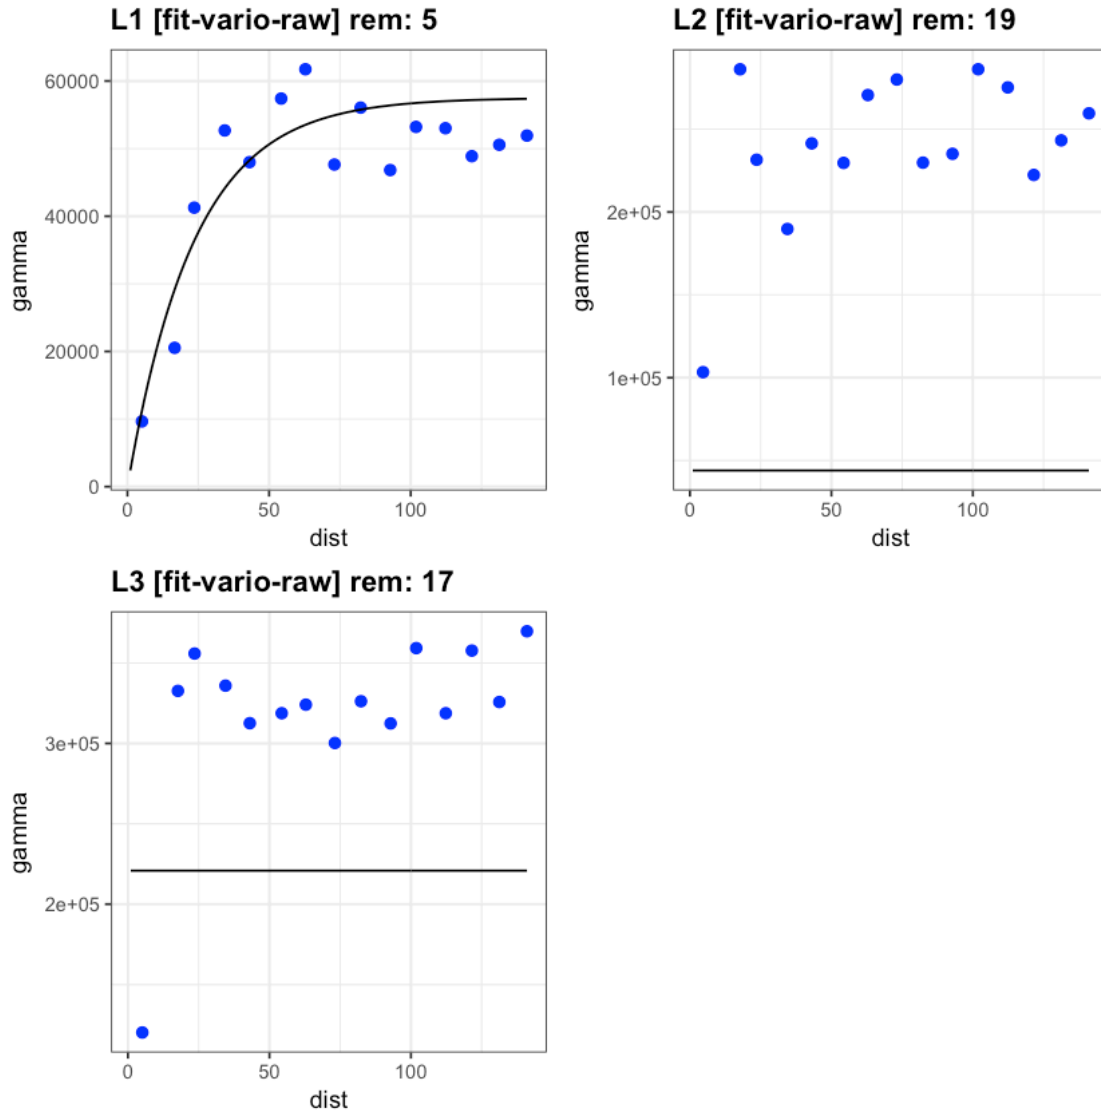 L1 [fit-vario-raw] rem: 5
60000
40000
20000
0
gamma
0 50 100
dist
L2 [fit-vario-raw] rem: 19
2e+05
1e+05
gamma
0 50 100
dist
L3 [fit-vario-raw] rem: 17
3e+05
2e+05
gamma
0 50 100
dist